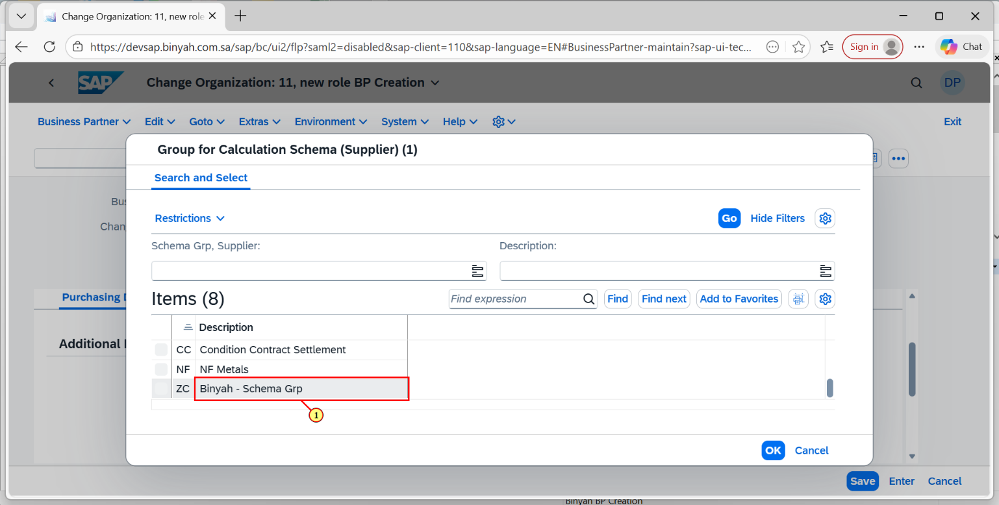 Change Organization: 11, new role
https://devsap.binyah.com.sa/sap/bc/ui2/flp?saml2=disabled&sap-client=110&sap-language=EN#BusinessPartner-maintain?sap-ui-tec...
Sign in
Chat
SAP
Change Organization: 11, new role BP Creation
DP
Business Partner
Edit
Goto
Extras
Environment
System
Help
Exit
Group for Calculation Schema (Supplier) (1)
Search and Select
Restrictions
Go
Hide Filters
Schema Grp, Supplier:
Description:
Items (8)
Find expression
Find
Find next
Add to Favorites
Description
CC Condition Contract Settlement
NF NF Metals
ZC Binyah - Schema Grp
1
OK
Cancel
Bus
Chan
Purchasing
Additional
Save
Enter
Cancel
Binyah BP Creation